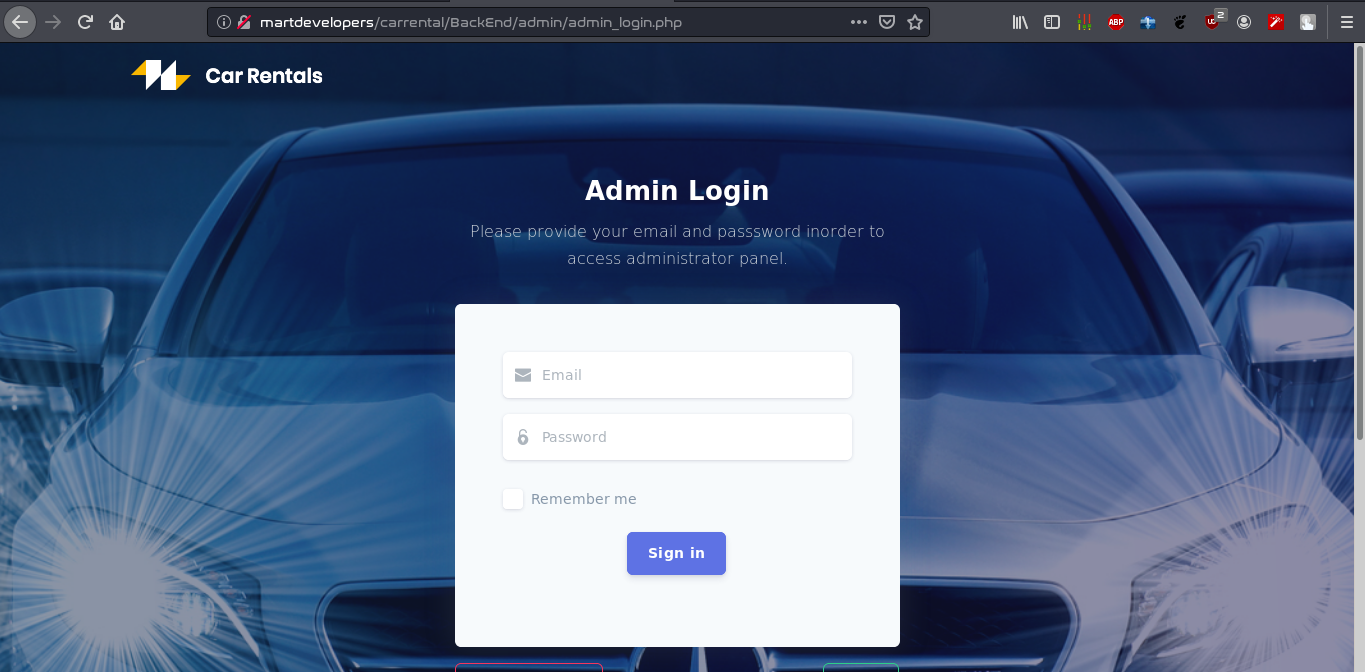 martdevelopers/carrental/BackEnd/admin/admin_login.php
ABP
2
Car Rentals
Admin Login
Please provide your email and passsword inorder to
access administrator panel.
Email
Password
Remember me
Sign in